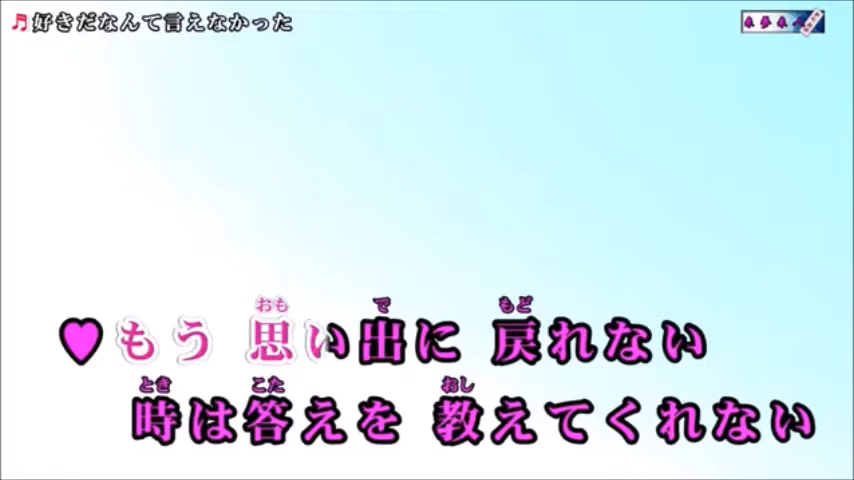 ♬好きだなんて言えなかった
おも で もど
♥もう 思い出に 戻れない
とき こた おし
時は答えを 教えてくれない